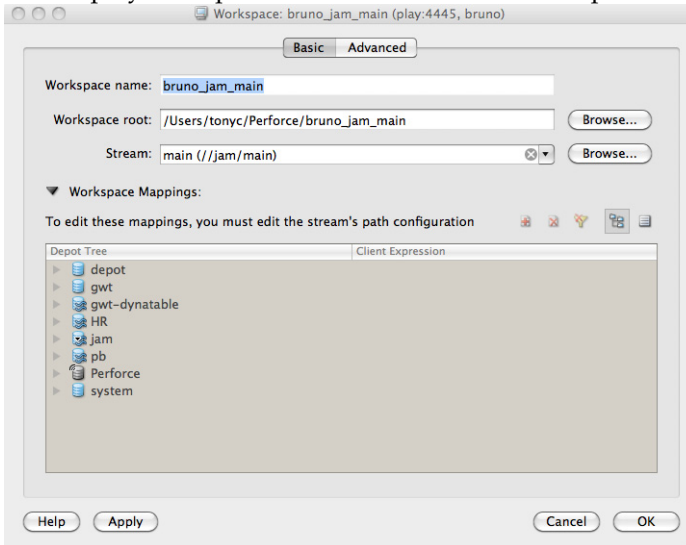 Workspace: bruno_jam_main (play:4445, bruno)
Basic Advanced
Workspace name: bruno_jam_main
Workspace root: /Users/tonyc/Perforce/bruno_jam_main Browse...
Stream: main (//jam/main) Browse...
Workspace Mappings:
To edit these mappings, you must edit the stream's path configuration
Depot Tree Client Expression
depot
gwt
gwt-dynatable
HR
jam
pb
Perforce
system
Help Apply Cancel OK